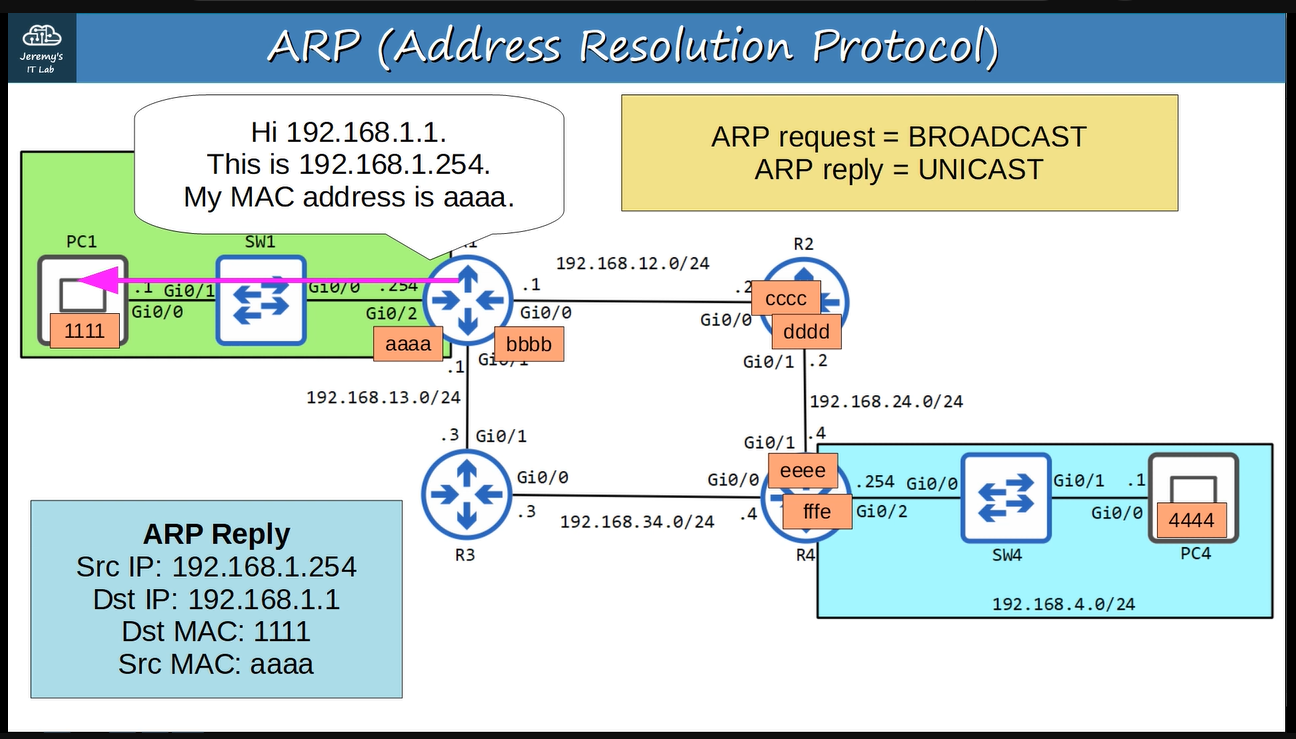 Jeremy's
IT Lab
ARP (Address Resolution Protocol)
Hi 192.168.1.1.
This is 192.168.1.254.
My MAC address is aaaa.
ARP request = BROADCAST
ARP reply = UNICAST
PC1
SW1
R2
192.168.12.0/24
.1 Gi0/1
Gi0/0 .254
.1
.2
Gi0/0
Gi0/2
Gi0/0
Gi0/0
cccc
dddd
1111
aaaa
bbbb
.1
Gi0/1
Gi0/1 .2
192.168.13.0/24
192.168.24.0/24
.3 Gi0/1
Gi0/1 .4
eeee
Gi0/0
Gi0/0
.254 Gi0/0
Gi0/1 .1
.3
192.168.34.0/24
.4
fffe
Gi0/2
Gi0/0
4444
R3
R4
SW4
PC4
192.168.4.0/24
ARP Reply
Src IP: 192.168.1.254
Dst IP: 192.168.1.1
Dst MAC: 1111
Src MAC: aaaa